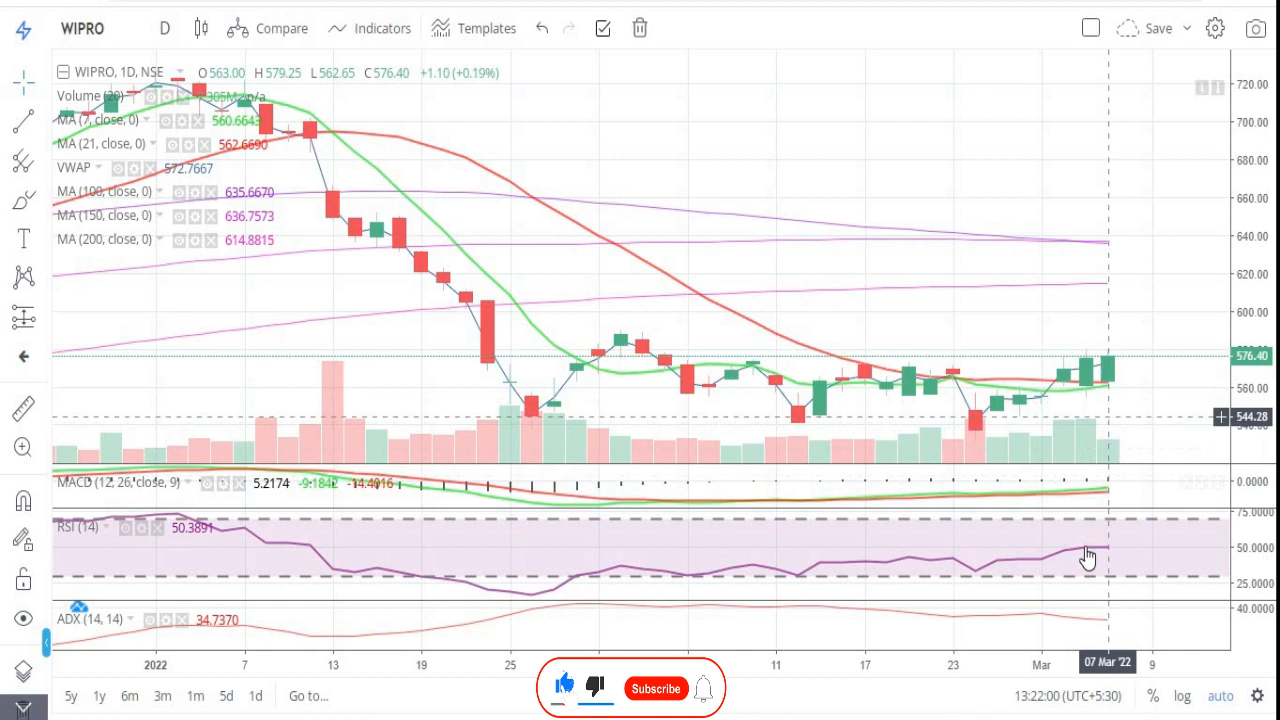 WIPRO D Compare Indicators Templates Save
WIPRO, 1D, NSE O563.00 H579.25 L562.65 C576.40 +1.10 (+0.19%)
Volume (20) n/a
MA (7, close, 0) 560.6643
MA (21, close, 0) 562.6690
VWAP 572.7667
MA (100, close, 0) 635.6670
MA (150, close, 0) 636.7573
MA (200, close, 0) 614.8815
720.00
700.00
680.00
660.00
640.00
620.00
600.00
576.40
560.00
544.28
540.00
MACD (12, 26, close, 9) 5.2174 -9.1842 -14.4016
0.0000
RSI (14) 50.3891
75.0000
50.0000
25.0000
ADX (14, 14) 34.7370
40.0000
2022 7 13 19 25 11 17 23 Mar 07 Mar '22 9
5y 1y 6m 3m 1m 5d 1d Go to... Subscribe 13:22:00 (UTC+5:30) % log auto